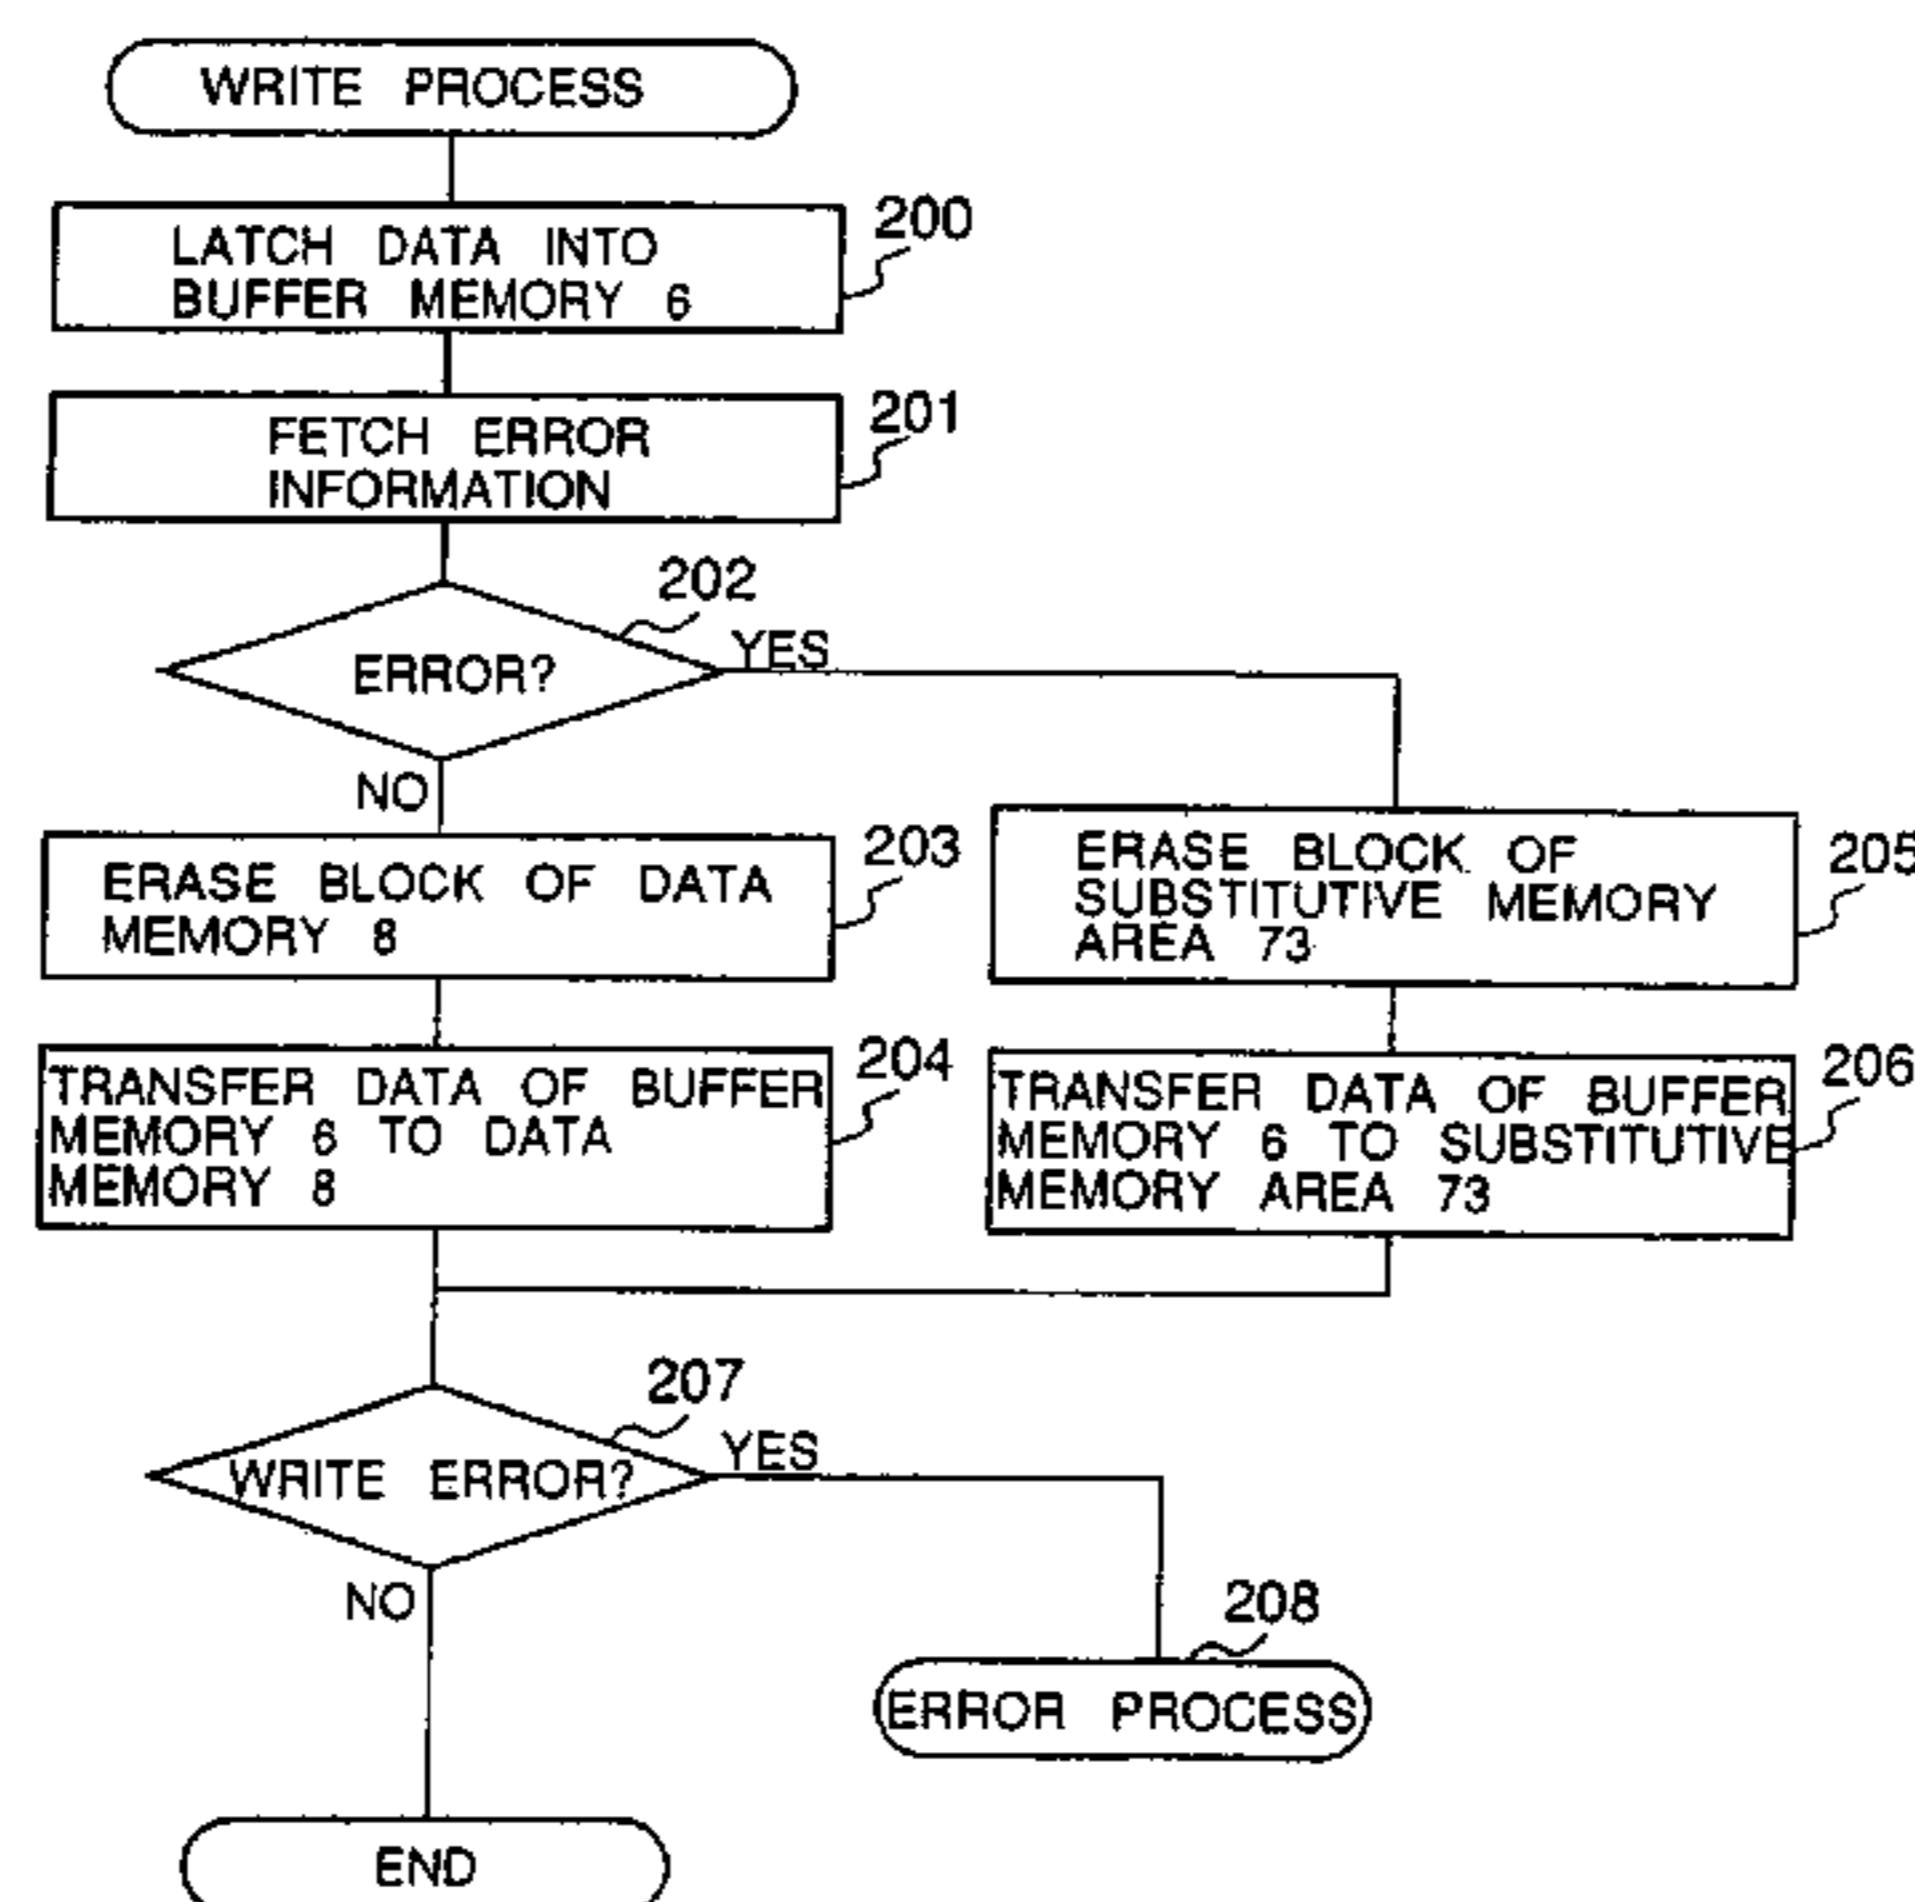 WRITE PROCESS
LATCH DATA INTO
BUFFER MEMORY 6
200
FETCH ERROR
INFORMATION
201
202
ERROR?
YES
NO
ERASE BLOCK OF DATA
MEMORY 8
203
ERASE BLOCK OF
SUBSTITUTIVE MEMORY
AREA 73
205
TRANSFER DATA OF BUFFER
MEMORY 6 TO DATA
MEMORY 8
204
TRANSFER DATA OF BUFFER
MEMORY 6 TO SUBSTITUTIVE
MEMORY AREA 73
206
207
WRITE ERROR?
YES
NO
208
ERROR PROCESS
END